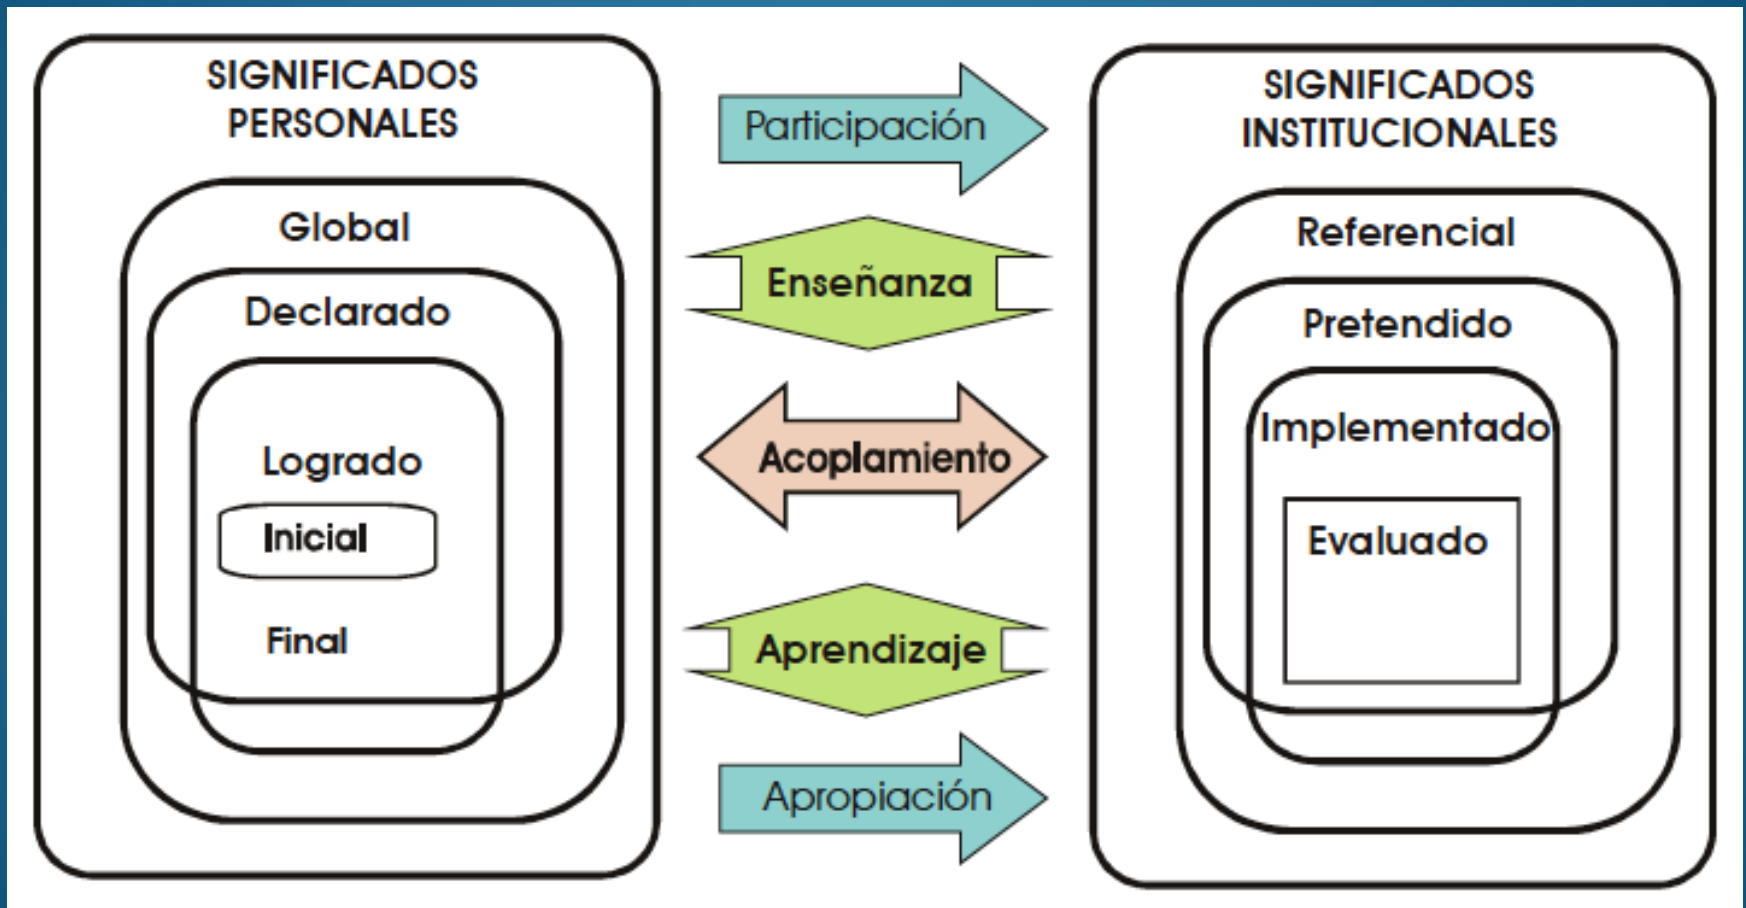 SIGNIFICADOS
PERSONALES
Global
Declarado
Logrado
Inicial
Final
Participación
Enseñanza
Acoplamiento
Aprendizaje
Apropiación
SIGNIFICADOS
INSTITUCIONALES
Referencial
Pretendido
Implementado
Evaluado